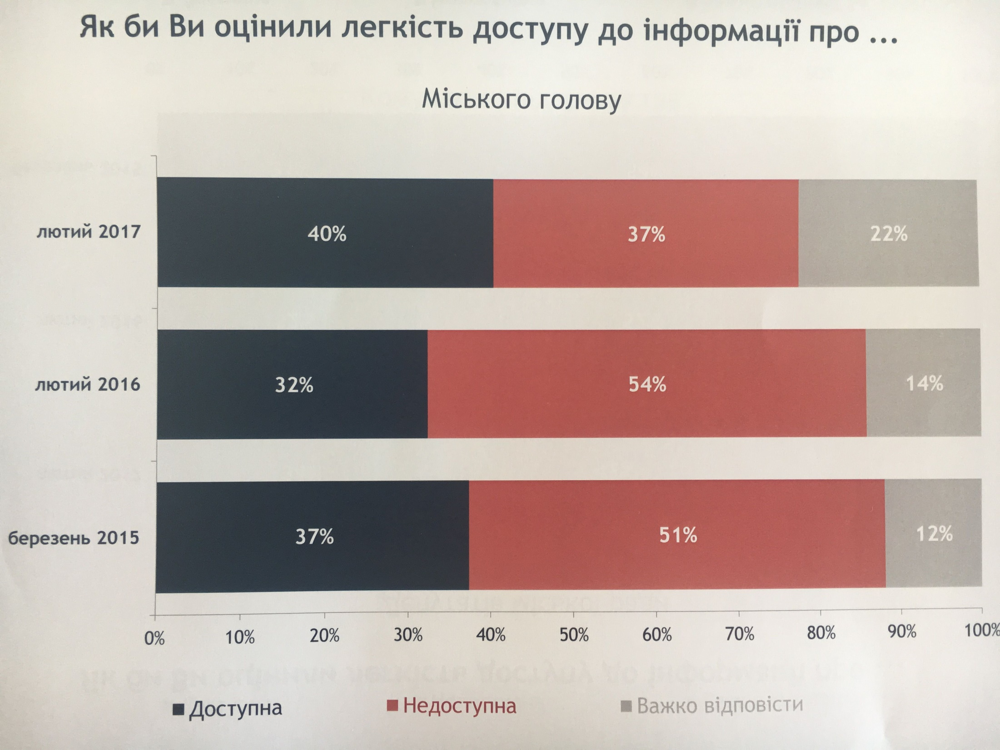 Як би Ви оцінили легкість доступу до інформації про ...
Міського голову
лютий 2017 40% 37% 22%
лютий 2016 32% 54% 14%
березень 2015 37% 51% 12%
0% 10% 20% 30% 40% 50% 60% 70% 80% 90% 100%
Доступна Недоступна Важко відповісти